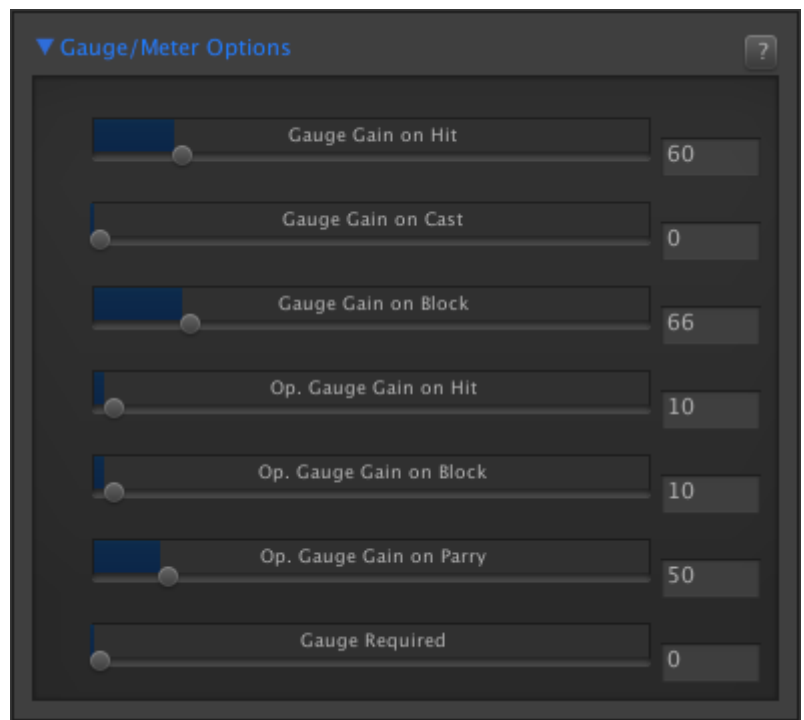 ▼ Gauge/Meter Options
?
Gauge Gain on Hit
60
Gauge Gain on Cast
0
Gauge Gain on Block
66
Op. Gauge Gain on Hit
10
Op. Gauge Gain on Block
10
Op. Gauge Gain on Parry
50
Gauge Required
0